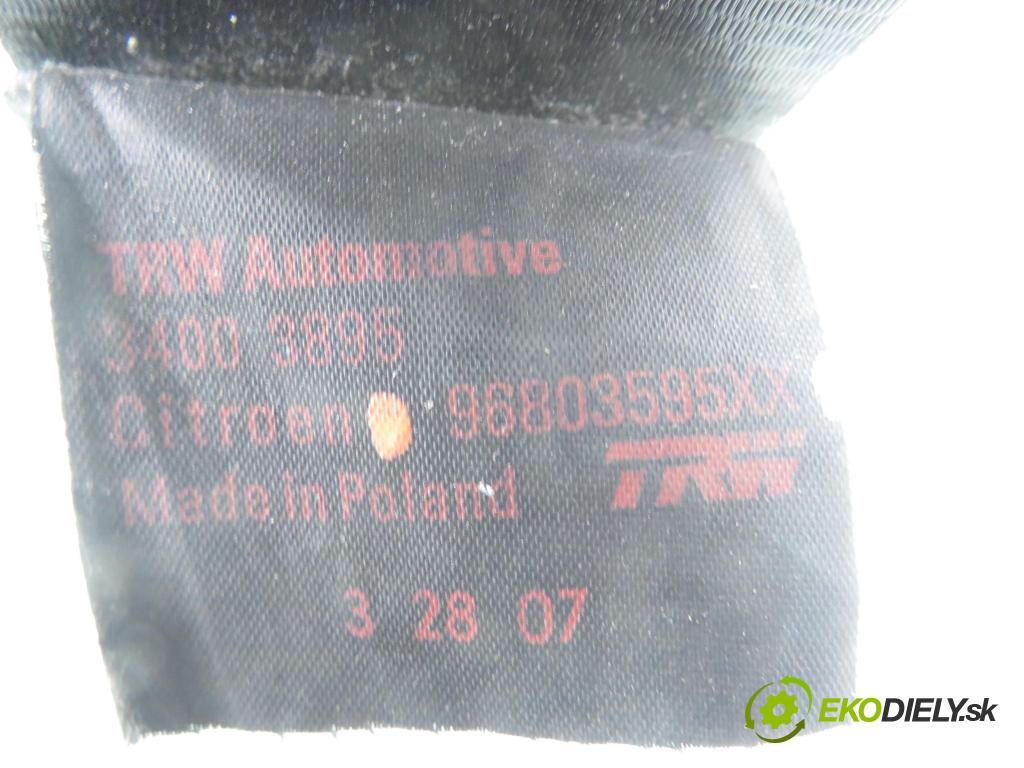 TRW Automotive
3400 3895
Citroen 96803595XX
Made in Poland TRW
3 28 07
EKODIELY.sk